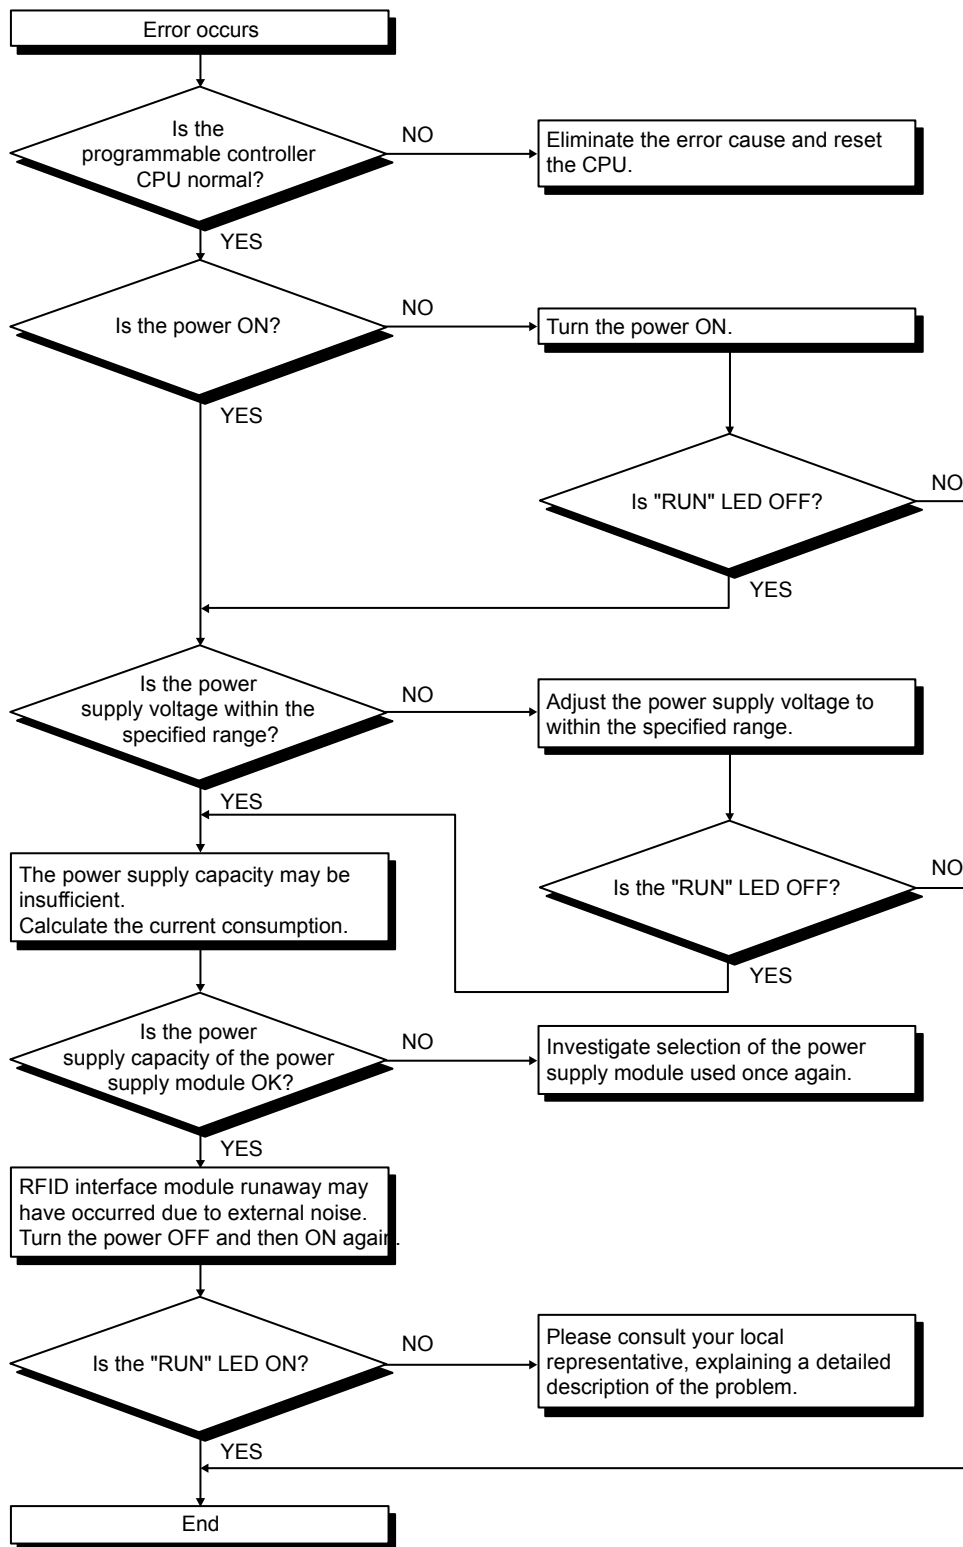 Error occurs
Is the
programmable controller
CPU normal?
NO
Eliminate the error cause and reset
the CPU.
YES
Is the power ON?
NO
Turn the power ON.
YES
Is "RUN" LED OFF?
NO
YES
Is the power
supply voltage within the
specified range?
NO
Adjust the power supply voltage to
within the specified range.
YES
The power supply capacity may be
insufficient.
Calculate the current consumption.
Is the "RUN" LED OFF?
NO
YES
Is the power
supply capacity of the power
supply module OK?
NO
Investigate selection of the power
supply module used once again.
YES
RFID interface module runaway may
have occurred due to external noise.
Turn the power OFF and then ON again.
Is the "RUN" LED ON?
NO
Please consult your local
representative, explaining a detailed
description of the problem.
YES
End